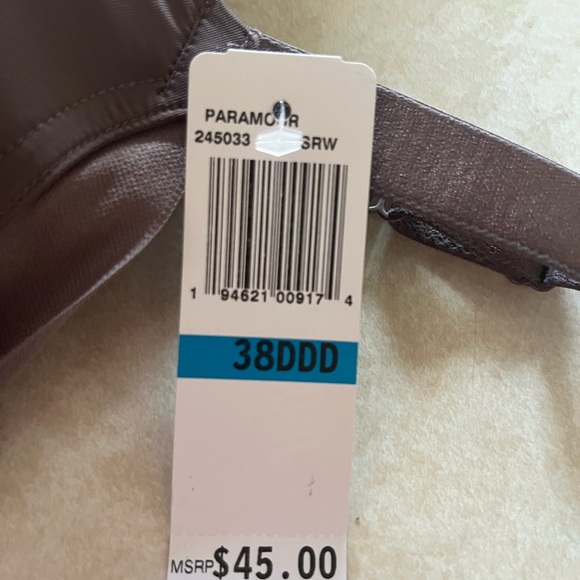 PARAMOUR
245033 SRW
1 94621 00917 4
38DDD
MSRP $45.00